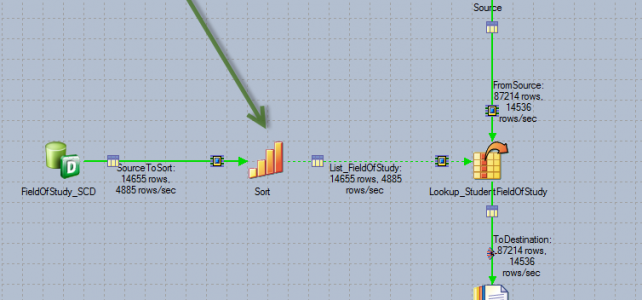 Source
FromSource:
87214 rows,
14536
rows/sec
FieldOfStudy_SCD
SourceToSort:
14655 rows,
4885 rows/sec
Sort
List_FieldOfStudy:
14655 rows, 4885
rows/sec
Lookup_StudentFieldOfStudy
ToDestination:
87214 rows,
14536
rows/sec